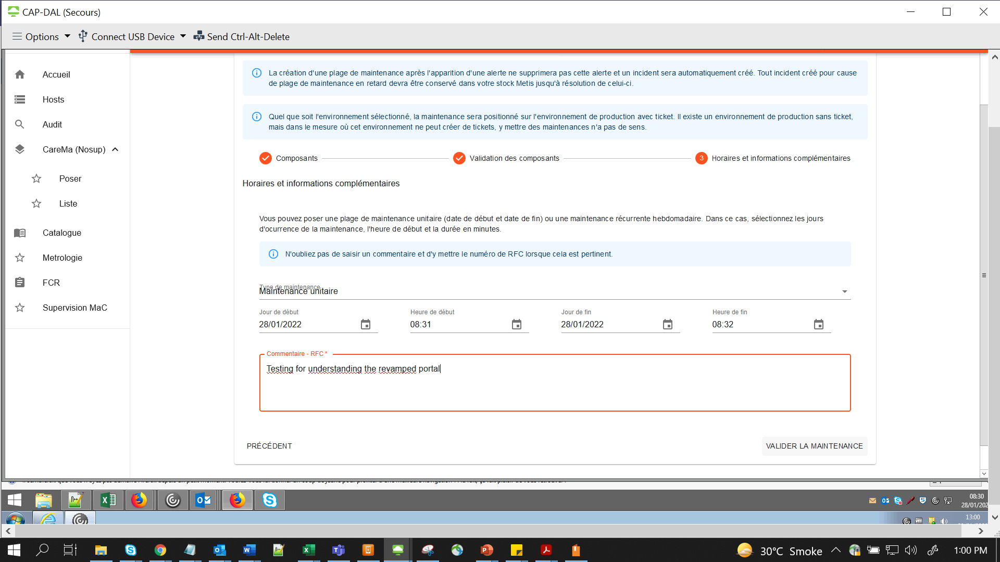 CAP-DAL (Secours)
Options
Connect USB Device
Send Ctrl-Alt-Delete
Accueil
Hosts
Audit
CareMa (Nosup)
Poser
Liste
Catalogue
Metrologie
FCR
Supervision MaC
La création d'une plage de maintenance après l'apparition d'une alerte ne supprimera pas cette alerte et un incident sera automatiquement créé. Tout incident créé pour cause
de plage de maintenance en retard devra être conservé dans votre stock Metis jusqu'à résolution de celui-ci.
Quel que soit l'environnement sélectionné, la maintenance sera positionné sur l'environnement de production avec ticket. Il existe un environnement de production sans ticket,
mais dans le mesure où cet environnement ne peut créer de tickets, y mettre des maintenances n'a pas de sens.
Composants
Validation des composants
3 Horaires et informations complémentaires
Horaires et informations complémentaires
Vous pouvez poser une plage de maintenance unitaire (date de début et date de fin) ou une maintenance récurrente hebdomadaire. Dans ce cas, sélectionnez les jours
d'ocurrence de la maintenance, l'heure de début et la durée en minutes.
N'oubliez pas de saisir un commentaire et d'y mettre le numéro de RFC lorsque cela est pertinent.
Type de maintenance
Maintenance unitaire
Jour de début
28/01/2022
Heure de début
08:31
Jour de fin
28/01/2022
Heure de fin
08:32
Commentaire - RFC *
Testing for understanding the revamped portal
PRÉCÉDENT
VALIDER LA MAINTENANCE
08:30
28/01/202
13:00
30°C Smoke
1:00 PM